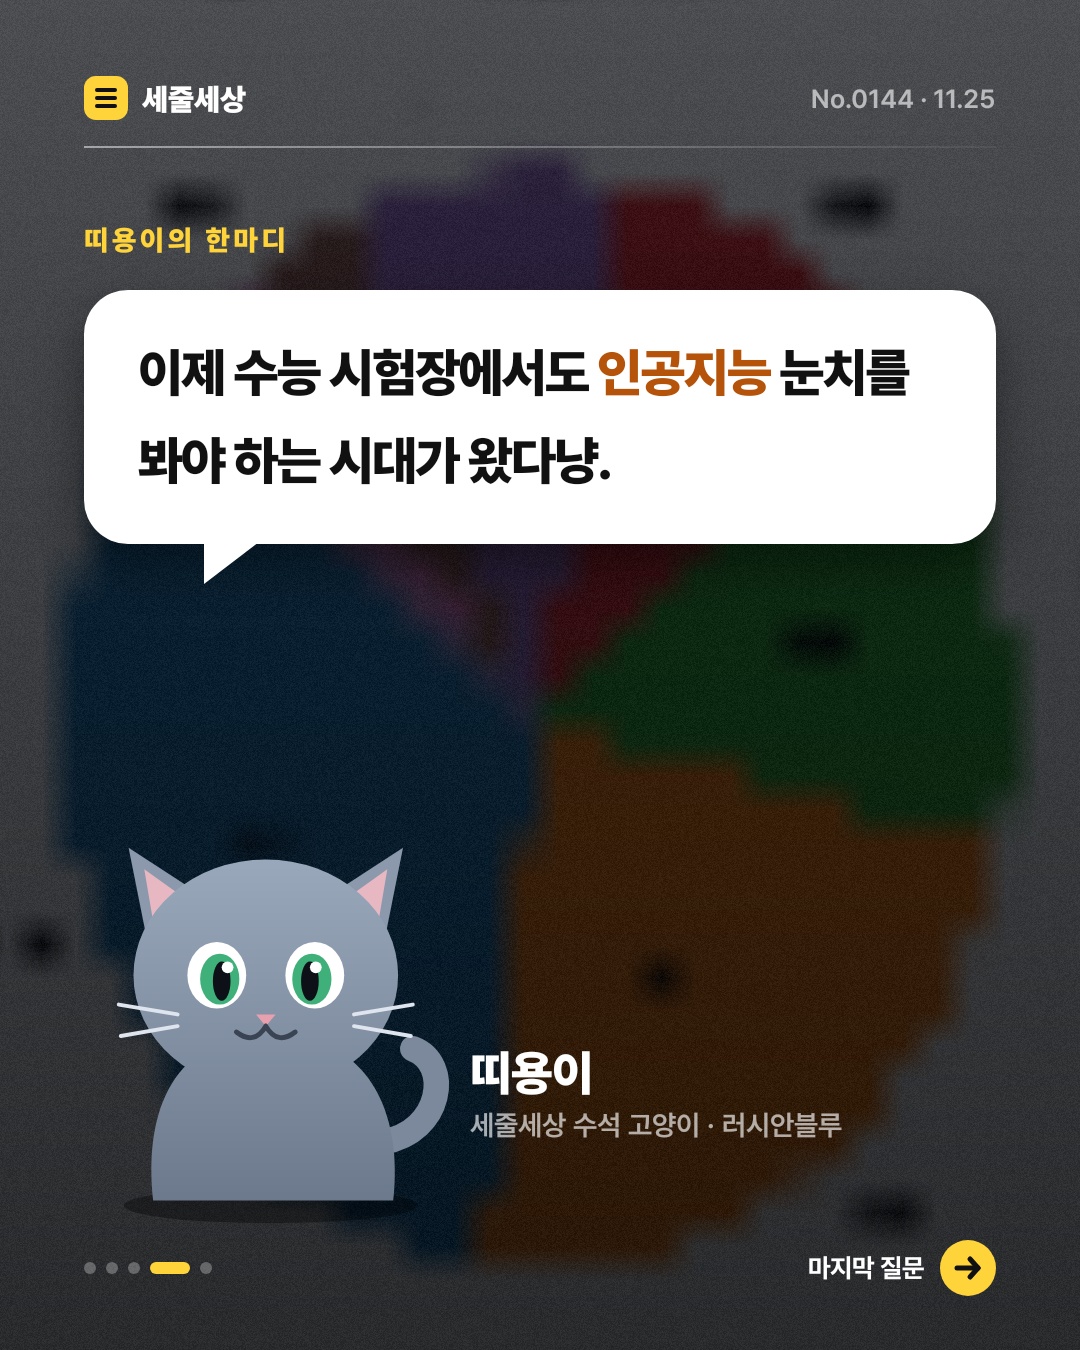 세줄세상
No.0144 · 11.25
띠용이의 한마디
이제 수능 시험장에서도 인공지능 눈치를
봐야 하는 시대가 왔다냥.
띠용이
세줄세상 수석 고양이 · 러시안블루
마지막 질문